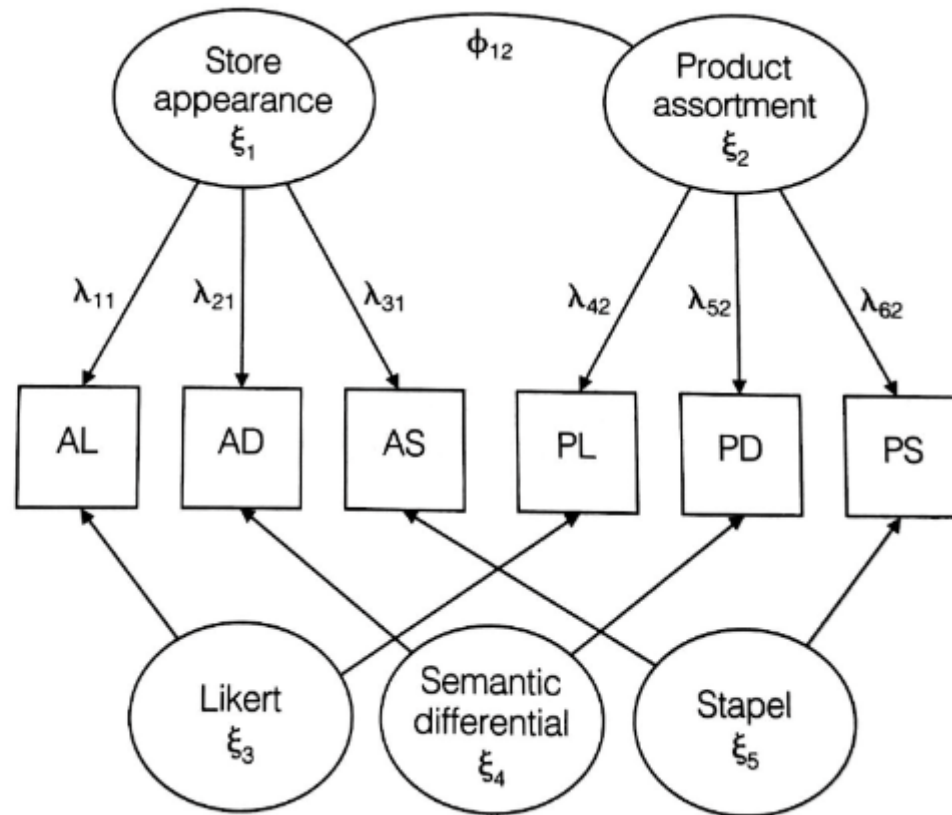 Store
appearance
ξ₁
ϕ₁₂
Product
assortment
ξ₂
λ₁₁
λ₂₁
λ₃₁
λ₄₂
λ₅₂
λ₆₂
AL
AD
AS
PL
PD
PS
Likert
ξ₃
Semantic
differential
ξ₄
Stapel
ξ₅